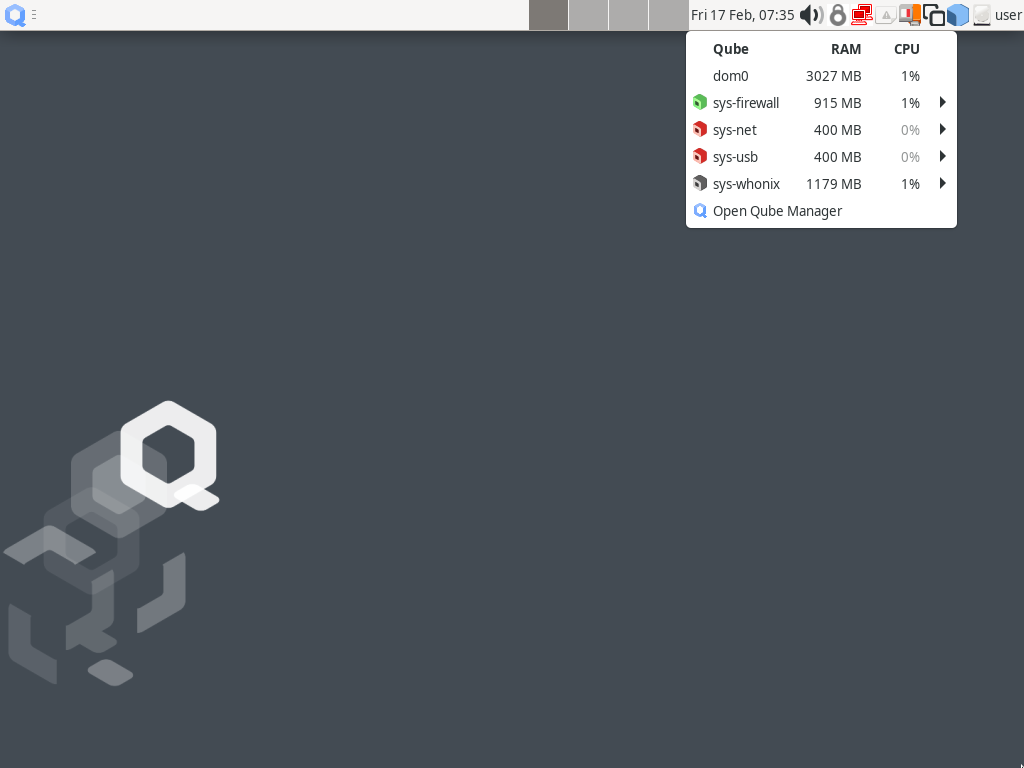 Fri 17 Feb, 07:35 user
Qube RAM CPU
dom0 3027 MB 1%
sys-firewall 915 MB 1%
sys-net 400 MB 0%
sys-usb 400 MB 0%
sys-whonix 1179 MB 1%
Open Qube Manager